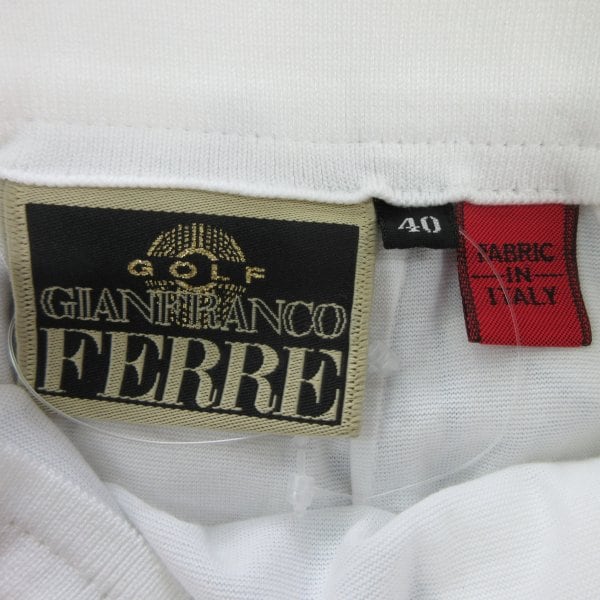 GOLF
GIANFRANCO
FERRE
40
FABRIC
IN
ITALY